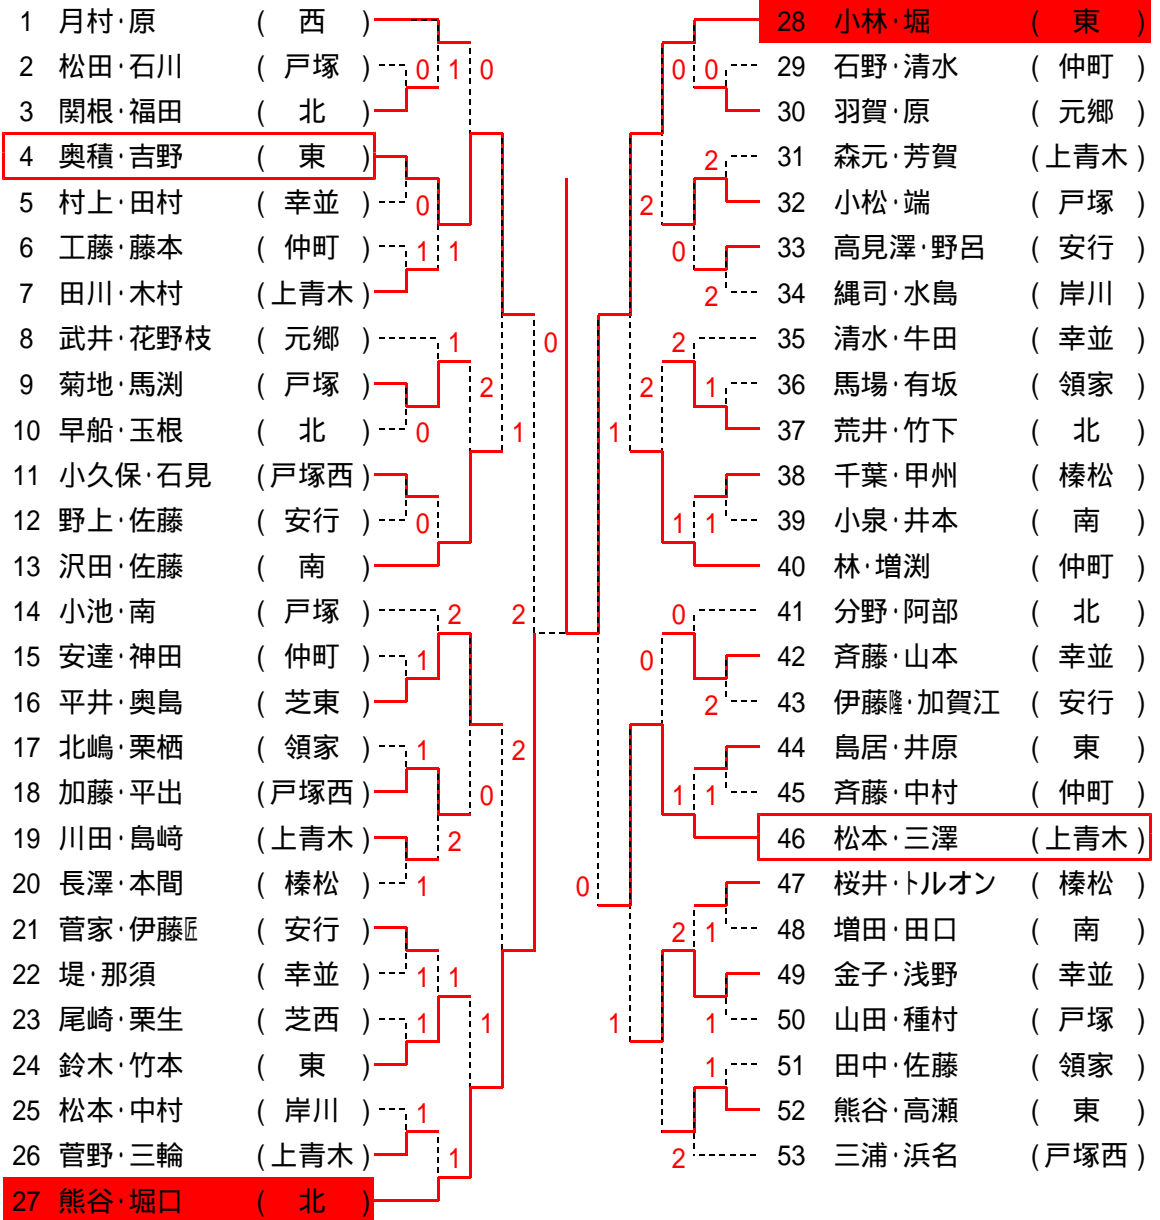 1 月村·原 ( 西 )
2 松田·石川 ( 戸塚 )
3 関根·福田 ( 北 )
4 奥積·吉野 ( 東 )
5 村上·田村 ( 幸並 )
6 工藤·藤本 ( 仲町 )
7 田川·木村 (上青木)
8 武井·花野枝 ( 元郷 )
9 菊地·馬渕 ( 戸塚 )
10 早船·玉根 ( 北 )
11 小久保·石見 (戸塚西)
12 野上·佐藤 ( 安行 )
13 沢田·佐藤 ( 南 )
14 小池·南 ( 戸塚 )
15 安達·神田 ( 仲町 )
16 平井·奥島 ( 芝東 )
17 北嶋·栗栖 ( 領家 )
18 加藤·平出 (戸塚西)
19 川田·島﨑 (上青木)
20 長澤·本間 ( 榛松 )
21 菅家·伊藤匠 ( 安行 )
22 堤·那須 ( 幸並 )
23 尾崎·栗生 ( 芝西 )
24 鈴木·竹本 ( 東 )
25 松本·中村 ( 岸川 )
26 菅野·三輪 (上青木)
27 熊谷·堀口 ( 北 )
0 1 0
0
1 1
1
2
0
0
1
0
2
1
1
0
2
1
1 1
1
1
1
1
2
2
0
28 小林·堀 ( 東 )
29 石野·清水 ( 仲町 )
30 羽賀·原 ( 元郷 )
31 森元·芳賀 (上青木)
32 小松·端 ( 戸塚 )
33 高見澤·野呂 ( 安行 )
34 縄司·水島 ( 岸川 )
35 清水·牛田 ( 幸並 )
36 馬場·有坂 ( 領家 )
37 荒井·竹下 ( 北 )
38 千葉·甲州 ( 榛松 )
39 小泉·井本 ( 南 )
40 林·増渕 ( 仲町 )
41 分野·阿部 ( 北 )
42 斉藤·山本 ( 幸並 )
43 伊藤隆·加賀江 ( 安行 )
44 島居·井原 ( 東 )
45 斉藤·中村 ( 仲町 )
46 松本·三澤 (上青木)
47 桜井·トルオン ( 榛松 )
48 増田·田口 ( 南 )
49 金子·浅野 ( 幸並 )
50 山田·種村 ( 戸塚 )
51 田中·佐藤 ( 領家 )
52 熊谷·高瀬 ( 東 )
53 三浦·浜名 (戸塚西)
0 0
2
2
0
2
2
2 1
1
1 1
0
0
2
1 1
0
2 1
1
1
1
2